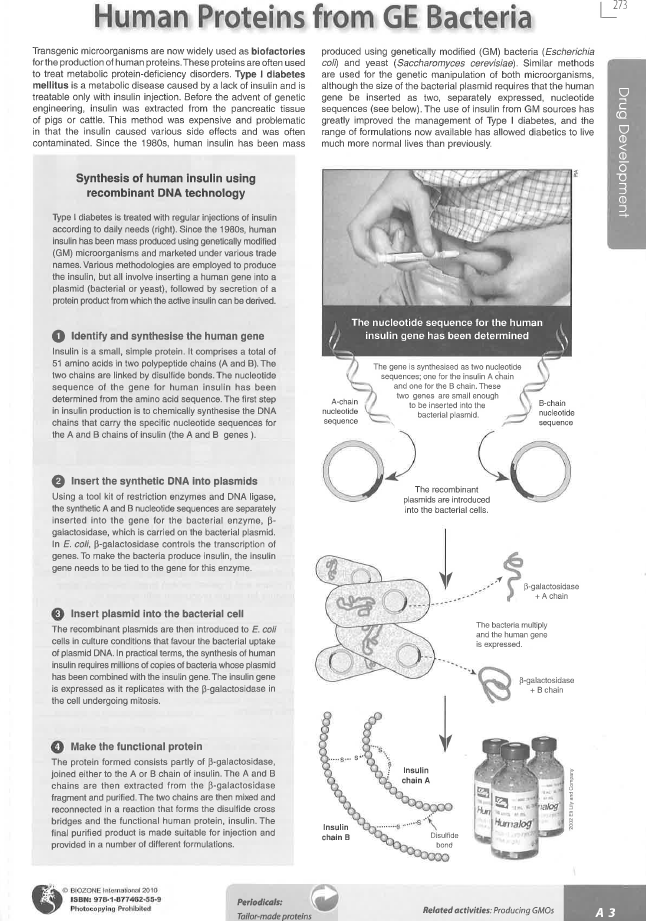 Human Proteins from GE Bacteria
273
Drug Development
Transgenic microorganisms are now widely used as biofactories
for the production of human proteins. These proteins are often used
to treat metabolic protein-deficiency disorders. Type I diabetes
mellitus is a metabolic disease caused by a lack of insulin and is
treatable only with insulin injection. Before the advent of genetic
engineering, insulin was extracted from the pancreatic tissue
of pigs or cattle. This method was expensive and problematic
in that the insulin caused various side effects and was often
contaminated. Since the 1980s, human insulin has been mass
produced using genetically modified (GM) bacteria (Escherichia
coli) and yeast (Saccharomyces cerevisiae). Similar methods
are used for the genetic manipulation of both microorganisms,
although the size of the bacterial plasmid requires that the human
gene be inserted as two, separately expressed, nucleotide
sequences (see below). The use of insulin from GM sources has
greatly improved the management of Type I diabetes, and the
range of formulations now available has allowed diabetics to live
much more normal lives than previously.
Synthesis of human insulin using
recombinant DNA technology
Type I diabetes is treated with regular injections of insulin
according to daily needs (right). Since the 1980s, human
insulin has been mass produced using genetically modified
(GM) microorganisms and marketed under various trade
names. Various methodologies are employed to produce
the insulin, but all involve inserting a human gene into a
plasmid (bacterial or yeast), followed by secretion of a
protein product from which the active insulin can be derived.
1 Identify and synthesise the human gene
Insulin is a small, simple protein. It comprises a total of
51 amino acids in two polypeptide chains (A and B). The
two chains are linked by disulfide bonds. The nucleotide
sequence of the gene for human insulin has been
determined from the amino acid sequence. The first step
in insulin production is to chemically synthesise the DNA
chains that carry the specific nucleotide sequences for
the A and B chains of insulin (the A and B genes ).
2 Insert the synthetic DNA into plasmids
Using a tool kit of restriction enzymes and DNA ligase,
the synthetic A and B nucleotide sequences are separately
inserted into the gene for the bacterial enzyme, β-
galactosidase, which is carried on the bacterial plasmid.
In E. coli, β-galactosidase controls the transcription of
genes. To make the bacteria produce insulin, the insulin
gene needs to be tied to the gene for this enzyme.
3 Insert plasmid into the bacterial cell
The recombinant plasmids are then introduced to E. coli
cells in culture conditions that favour the bacterial uptake
of plasmid DNA. In practical terms, the synthesis of human
insulin requires millions of copies of bacteria whose plasmid
has been combined with the insulin gene. The insulin gene
is expressed as it replicates with the β-galactosidase in
the cell undergoing mitosis.
4 Make the functional protein
The protein formed consists partly of β-galactosidase,
joined either to the A or B chain of insulin. The A and B
chains are then extracted from the β-galactosidase
fragment and purified. The two chains are then mixed and
reconnected in a reaction that forms the disulfide cross
bridges and the functional human protein, insulin. The
final purified product is made suitable for injection and
provided in a number of different formulations.
The nucleotide sequence for the human
insulin gene has been determined
The gene is synthesised as two nucleotide
sequences; one for the insulin A chain
and one for the B chain. These
two genes are small enough
to be inserted into the
bacterial plasmid.
A-chain
nucleotide
sequence
B-chain
nucleotide
sequence
The recombinant
plasmids are introduced
into the bacterial cells.
β-galactosidase
+ A chain
The bacteria multiply
and the human gene
is expressed.
β-galactosidase
+ B chain
S S
Insulin
chain A
Insulin
chain B
S S
Disulfide
bond
Humalog
2002 Eli Lily and Company
© BIOZONE International 2010
ISBN: 978-1-877462-55-9
Photocopying Prohibited
Periodicals:
Tailor-made proteins
Related activities: Producing GMOs
A 3